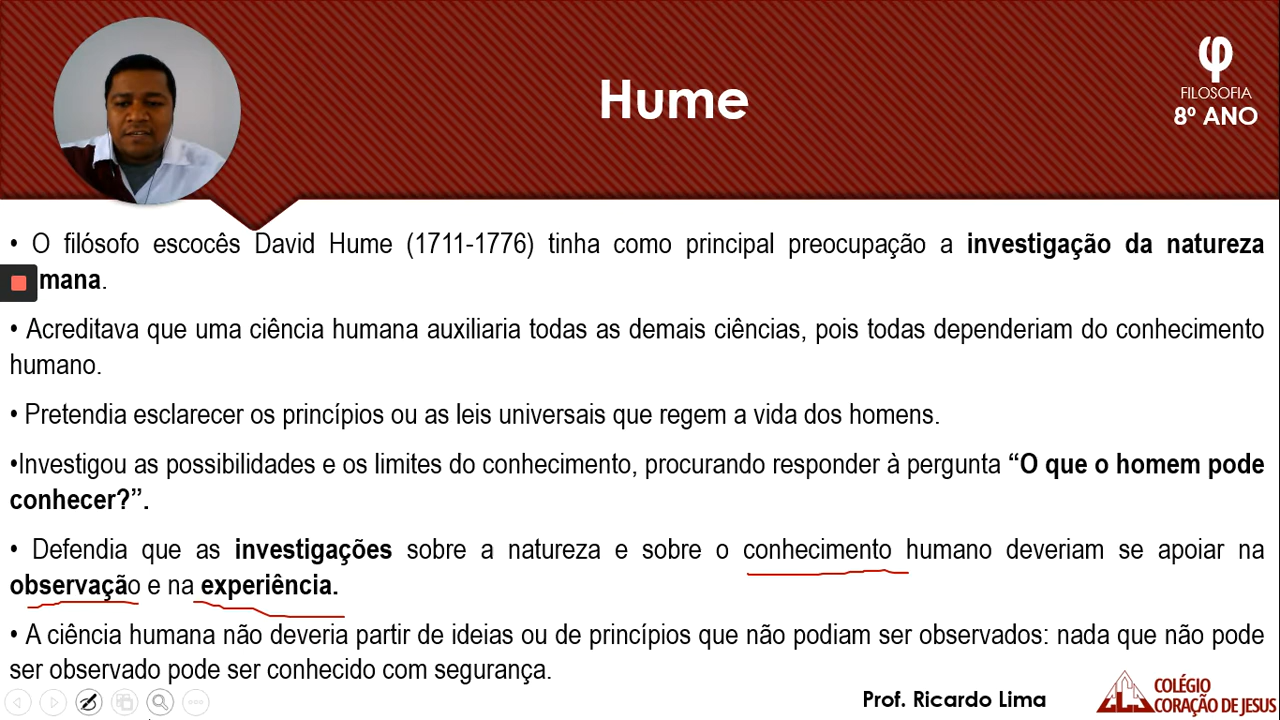 Hume
φ
FILOSOFIA
8º ANO
• O filósofo escocês David Hume (1711-1776) tinha como principal preocupação a investigação da natureza
mana.
• Acreditava que uma ciência humana auxiliaria todas as demais ciências, pois todas dependeriam do conhecimento
humano.
• Pretendia esclarecer os princípios ou as leis universais que regem a vida dos homens.
•Investigou as possibilidades e os limites do conhecimento, procurando responder à pergunta “O que o homem pode
conhecer?”.
• Defendia que as investigações sobre a natureza e sobre o conhecimento humano deveriam se apoiar na
observação e na experiência.
• A ciência humana não deveria partir de ideias ou de princípios que não podiam ser observados: nada que não pode
ser observado pode ser conhecido com segurança.
Prof. Ricardo Lima
COLÉGIO
CORAÇÃO DE JESUS